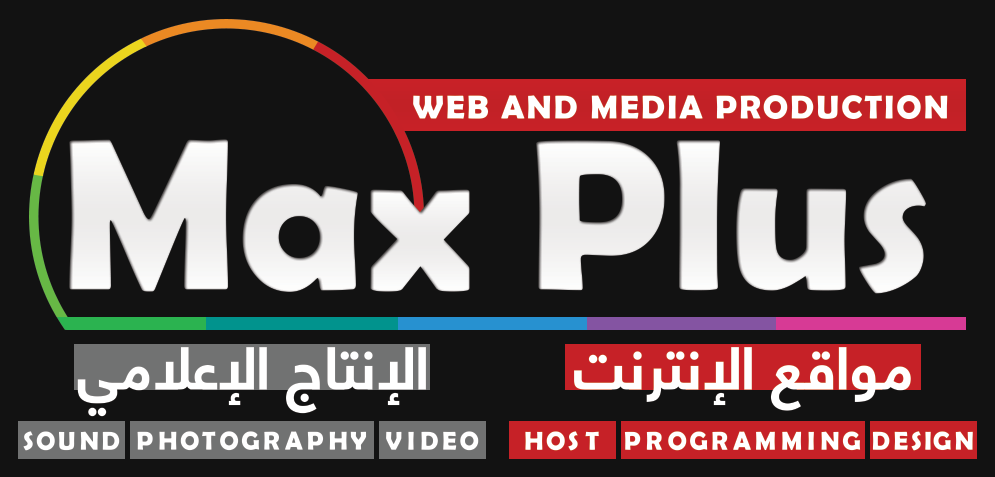 WEB AND MEDIA PRODUCTION
Max Plus
مواقع الإنترنت
الإنتاج الإعلامي
SOUND PHOTOGRAPHY VIDEO
HOST PROGRAMMING DESIGN